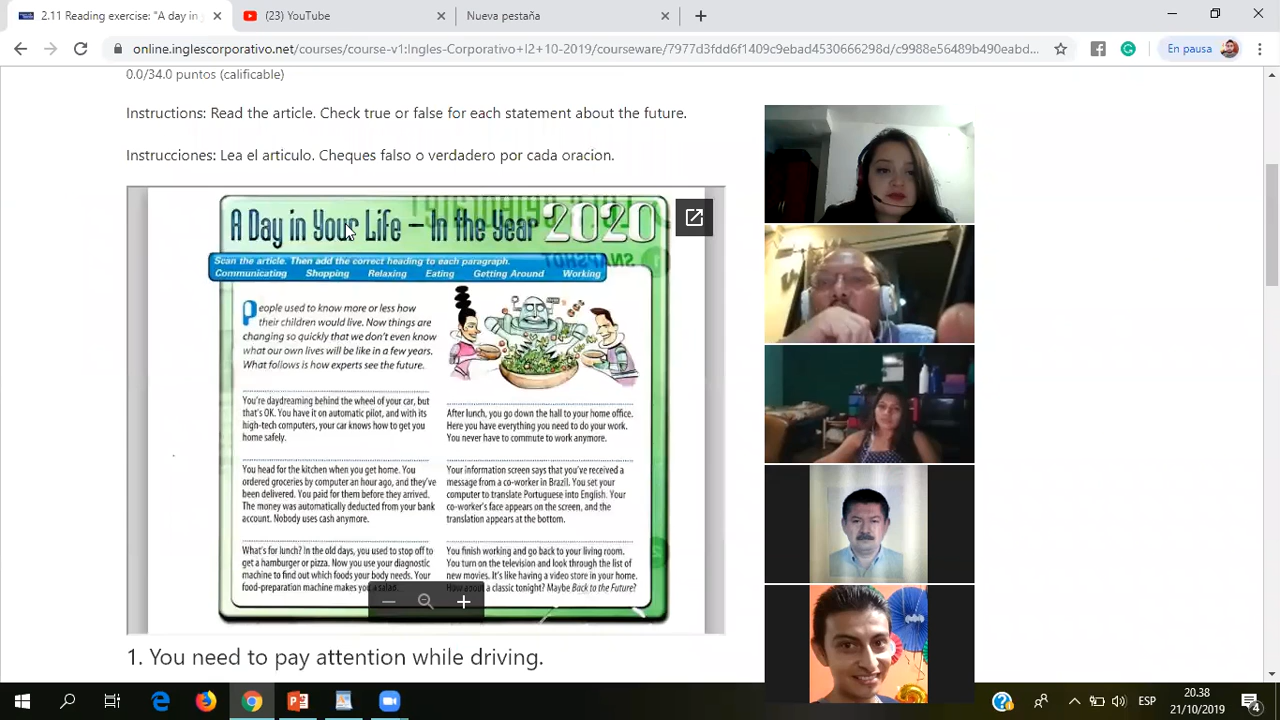 2.11 Reading exercise: "A day in y
(23) YouTube
Nueva pestaña
online.inglescorporativo.net/courses/course-v1:Ingles-Corporativo+I2+10-2019/courseware/7977d3fdd6f1409c9ebad4530666298d/c9988e56489b490eabd...
En pausa
0.0/34.0 puntos (calificable)
Instructions: Read the article. Check true or false for each statement about the future.
Instrucciones: Lea el articulo. Cheques falso o verdadero por cada oracion.
A Day in Your Life – In the Year 2020
SNAPSHOT
Scan the article. Then add the correct heading to each paragraph.
Communicating Shopping Relaxing Eating Getting Around Working
People used to know more or less how
their children would live. Now things are
changing so quickly that we don't even know
what our own lives will be like in a few years.
What follows is how experts see the future.
You're daydreaming behind the wheel of your car, but
that's OK. You have it on automatic pilot, and with its
high-tech computers, your car knows how to get you
home safely.
You head for the kitchen when you get home. You
ordered groceries by computer an hour ago, and they've
been delivered. You paid for them before they arrived.
The money was automatically deducted from your bank
account. Nobody uses cash anymore.
What's for lunch? In the old days, you used to stop off to
get a hamburger or pizza. Now you use your diagnostic
machine to find out which foods your body needs. Your
food-preparation machine makes you a salad.
After lunch, you go down the hall to your home office.
Here you have everything you need to do your work.
You never have to commute to work anymore.
Your information screen says that you've received a
message from a co-worker in Brazil. You set your
computer to translate Portuguese into English. Your
co-worker's face appears on the screen, and the
translation appears at the bottom.
You finish working and go back to your living room.
You turn on the television and look through the list of
new movies. It's like having a video store in your home.
How about a classic tonight? Maybe Back to the Future?
1. You need to pay attention while driving.
ESP
20.38
21/10/2019
4